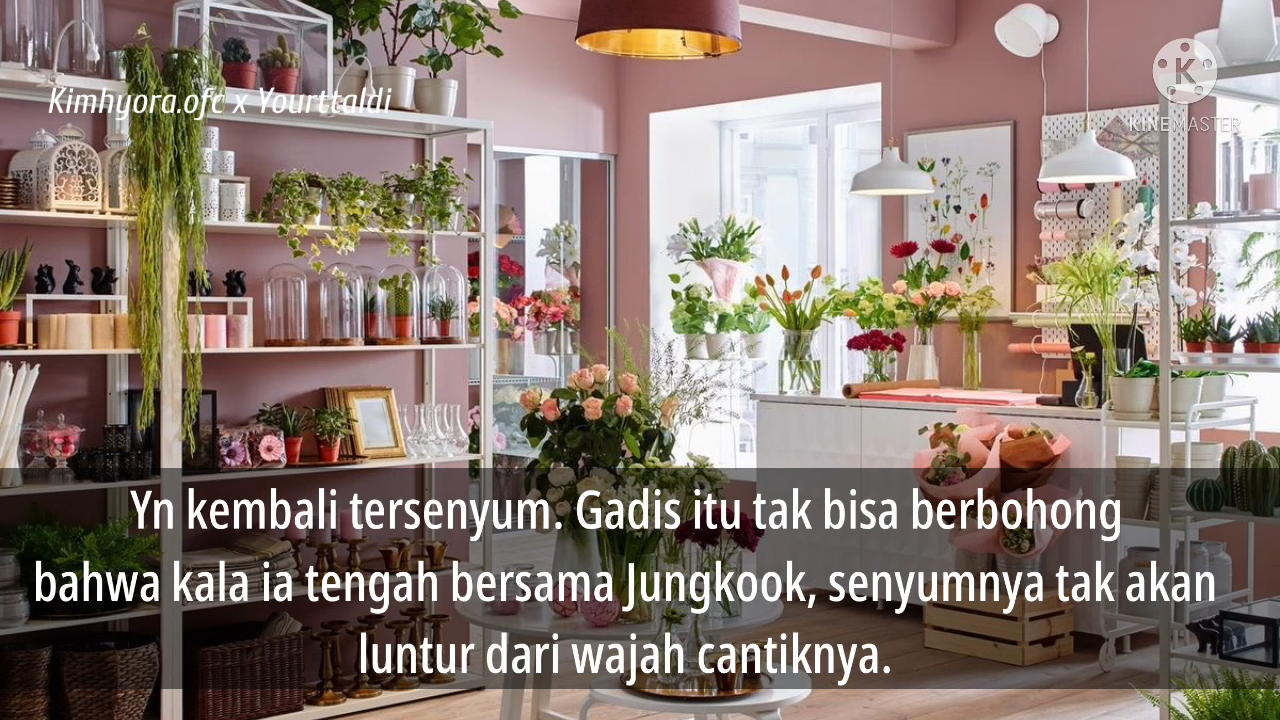 Kimhyora.ofc x Yourttaldi
KINEMASTER
Yn kembali tersenyum. Gadis itu tak bisa berbohong
bahwa kala ia tengah bersama Jungkook, senyumnya tak akan
luntur dari wajah cantiknya.